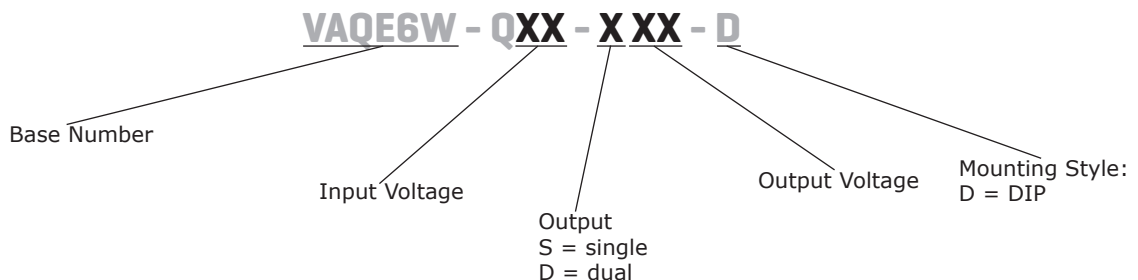 VAQE6W - QXX - X XX - D
Base Number
Input Voltage
Output
S = single
D = dual
Output Voltage
Mounting Style:
D = DIP